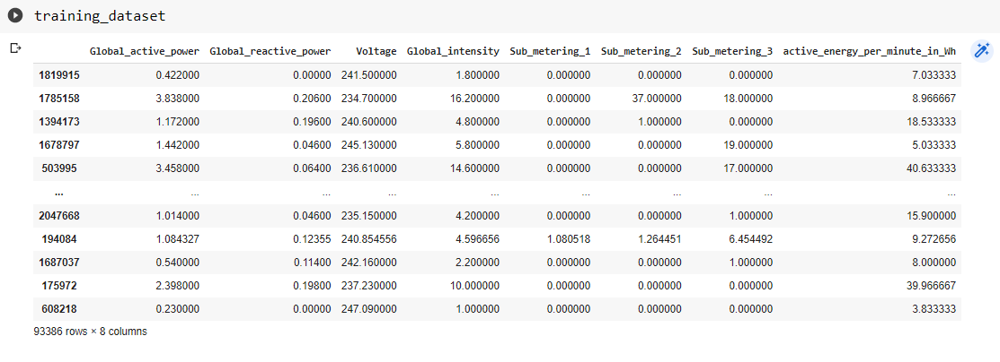 training_dataset
Global_active_power Global_reactive_power Voltage Global_intensity Sub_metering_1 Sub_metering_2 Sub_metering_3 active_energy_per_minute_in_Wh
1819915 0.422000 0.00000 241.500000 1.800000 0.000000 0.000000 0.000000 7.033333
1785158 3.838000 0.20600 234.700000 16.200000 0.000000 37.000000 18.000000 8.966667
1394173 1.172000 0.19600 240.600000 4.800000 0.000000 1.000000 0.000000 18.533333
1678797 1.442000 0.04600 245.130000 5.800000 0.000000 0.000000 19.000000 5.033333
503995 3.458000 0.06400 236.610000 14.600000 0.000000 0.000000 17.000000 40.633333
... ... ... ... ... ... ... ... ...
2047668 1.014000 0.04600 235.150000 4.200000 0.000000 0.000000 1.000000 15.900000
194084 1.084327 0.12355 240.854556 4.596656 1.080518 1.264451 6.454492 9.272656
1687037 0.540000 0.11400 242.160000 2.200000 0.000000 0.000000 1.000000 8.000000
175972 2.398000 0.19800 237.230000 10.000000 0.000000 0.000000 0.000000 39.966667
608218 0.230000 0.00000 247.090000 1.000000 0.000000 0.000000 0.000000 3.833333
93386 rows × 8 columns